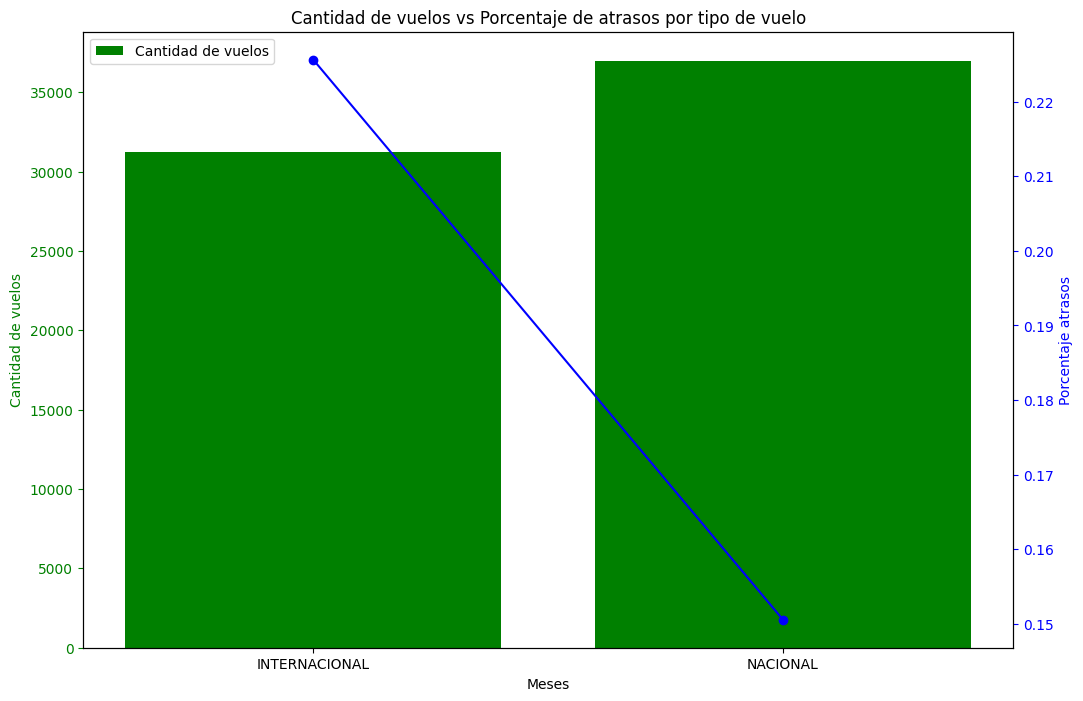 Cantidad de vuelos vs Porcentaje de atrasos por tipo de vuelo
Cantidad de vuelos
35000
30000
25000
20000
15000
10000
5000
0
Cantidad de vuelos
0.22
0.21
0.20
0.19
0.18
0.17
0.16
0.15
Porcentaje atrasos
INTERNACIONAL
NACIONAL
Meses